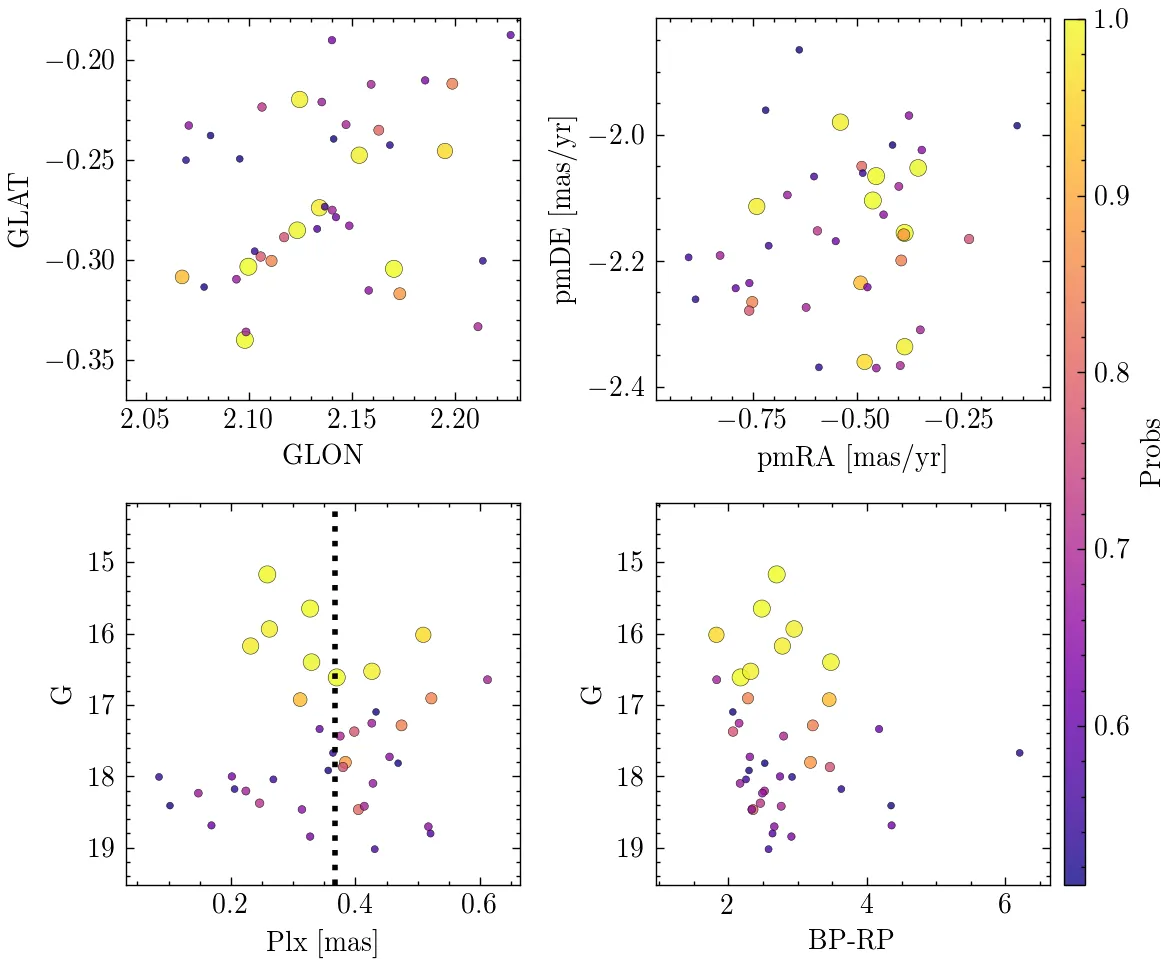 −0.20
−0.25
−0.30
−0.35
GLAT
2.05 2.10 2.15 2.20
GLON
−2.0
−2.2
−2.4
pmDE [mas/yr]
−0.75 −0.50 −0.25
pmRA [mas/yr]
1.0
0.9
0.8
0.7
0.6
Probs
15
16
17
18
19
G
0.2 0.4 0.6
Plx [mas]
15
16
17
18
19
G
2 4 6
BP-RP